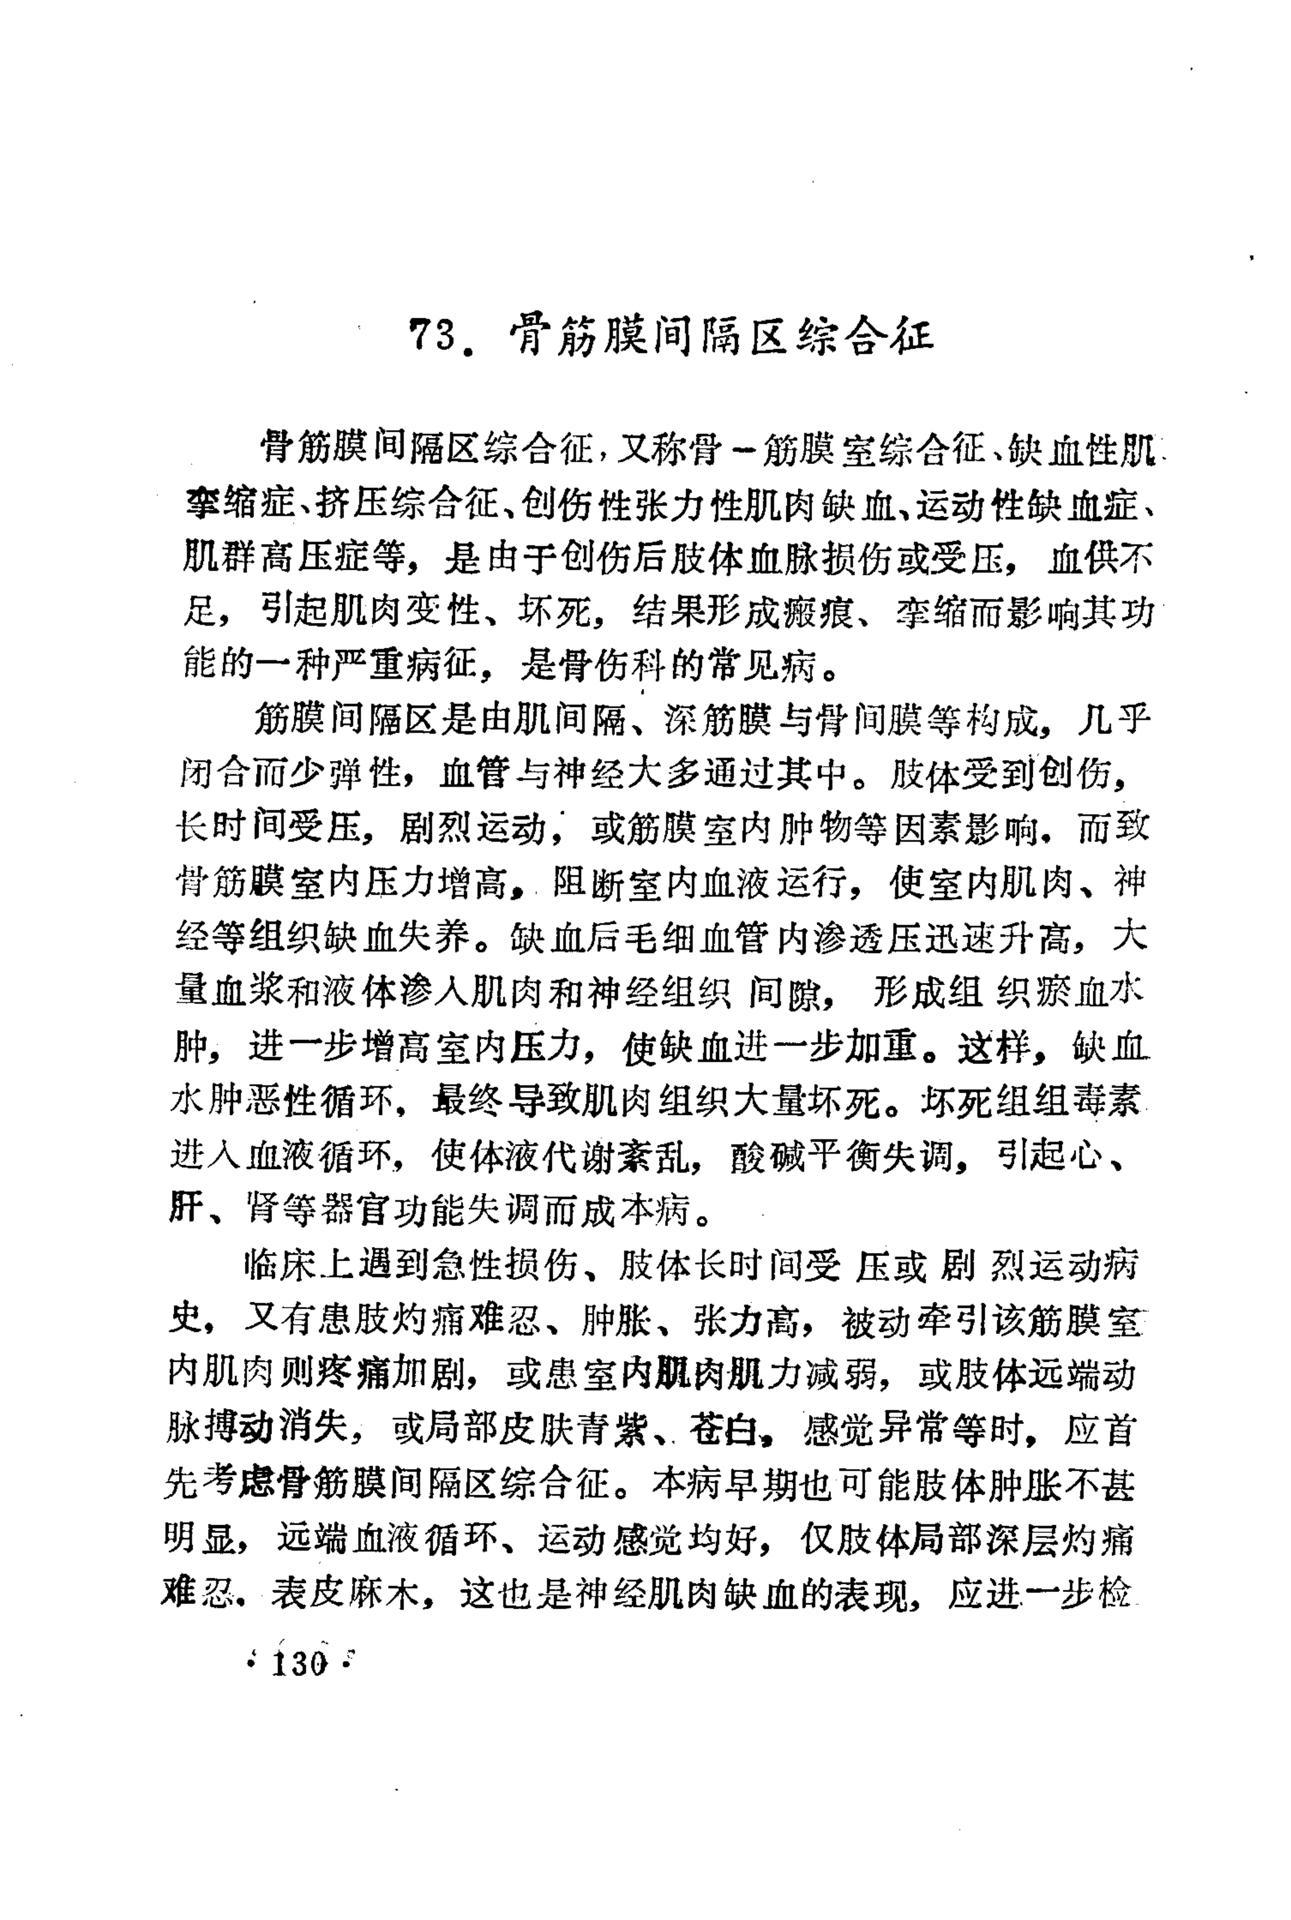 73．骨筋膜间隔区综合征
骨筋膜间隔区综合征，又称骨－筋膜室综合征、缺血性肌
挛缩症、挤压综合征、创伤性张力性肌肉缺血、运动性缺血症、
肌群高压症等，是由于创伤后肢体血脉损伤或受压，血供不
足，引起肌肉变性、坏死，结果形成瘢痕、挛缩而影响其功
能的一种严重病征，是骨伤科的常见病。
筋膜间隔区是由肌间隔、深筋膜与骨间膜等构成，几乎
闭合而少弹性，血管与神经大多通过其中。肢体受到创伤，
长时间受压，剧烈运动，或筋膜室内肿物等因素影响．而致
骨筋膜室内压力增高，阻断室内血液运行，使室内肌肉、神
经等组织缺血失养。缺血后毛细血管内渗透压迅速升高，大
量血浆和液体渗入肌肉和神经组织间隙，形成组织淤血水
肿，进一步增高室内压力，使缺血进一步加重。这样，缺血
水肿恶性循环，最终导致肌肉组织大量坏死。坏死组组毒素
进入血液循环，使体液代谢紊乱，酸碱平衡失调，引起心、
肝、肾等器官功能失调而成本病。
临床上遇到急性损伤、肢体长时间受压或剧烈运动病
史，又有患肢灼痛难忍、肿胀、张力高，被动牵引该筋膜室
内肌肉则疼痛加剧，或患室内肌肉肌力减弱，或肢体远端动
脉搏动消失，或局部皮肤青紫、苍白，感觉异常等时，应首
先考虑骨筋膜间隔区综合征。本病早期也可能肢体肿胀不甚
明显，远端血液循环、运动感觉均好，仅肢体局部深层灼痛
难忍．表皮麻木，这也是神经肌肉缺血的表现，应进一步检
·130·